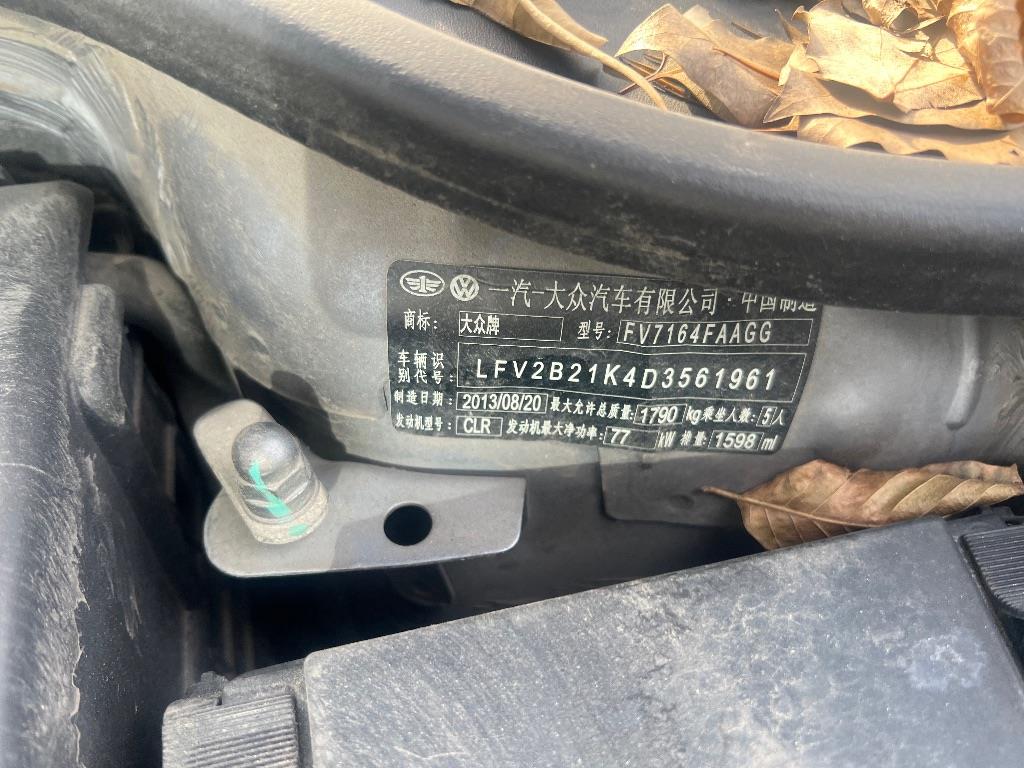 一汽-大众汽车有限公司·中国制造
商标: 大众牌 型号: FV7164FAAGG
车辆识别代号: LFV2B21K4D3561961
制造日期: 2013/08/20 最大允许总质量: 1790 kg 乘坐人数: 5人
发动机型号: CLR 发动机最大净功率: 77 kW 排量: 1598 ml